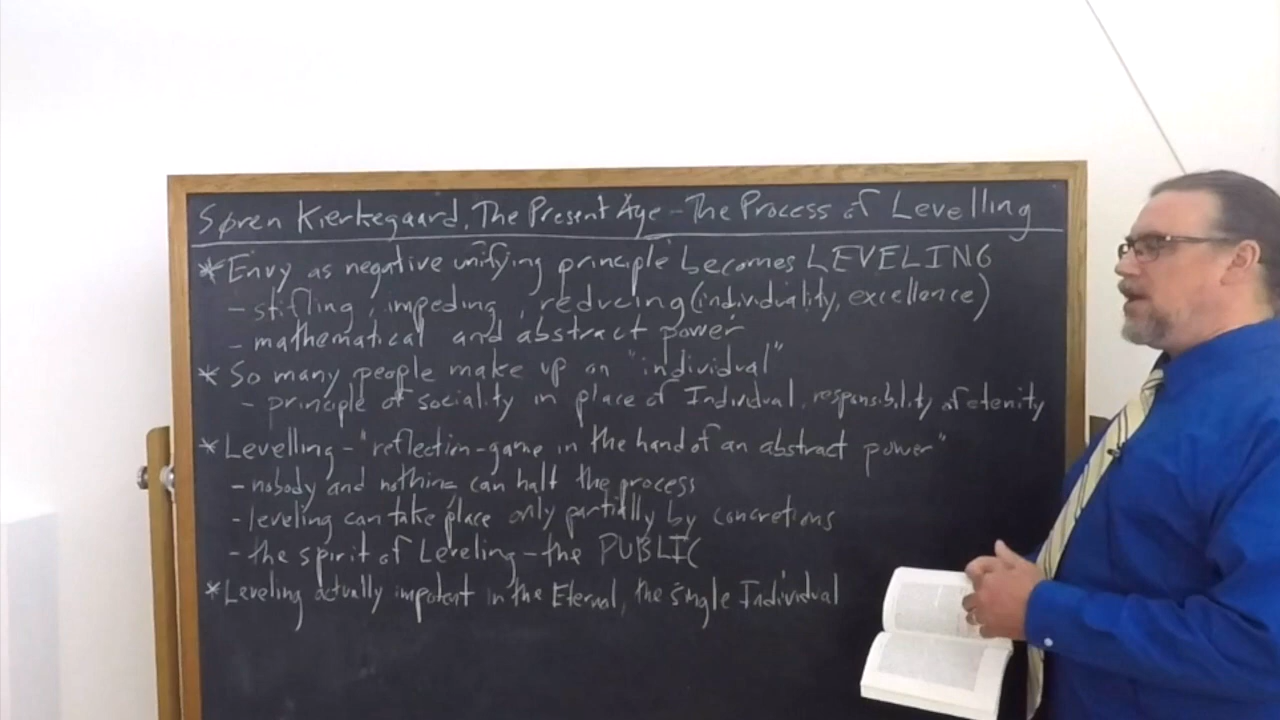 Søren Kierkegaard, The Present Age - The Process of Levelling
* Envy as negative unifying principle becomes LEVELING
- stifling, impeding, reducing (individuality, excellence)
- mathematical and abstract power
* So many people make up an "individual"
- principle of sociality in place of Individual responsibility of eternity
* Levelling - "reflection-game in the hand of an abstract power"
- nobody and nothing can halt the process
- leveling can take place only partially by concretions
- the spirit of Leveling - the PUBLIC
* Leveling actually impotent in the Eternal, the Single Individual